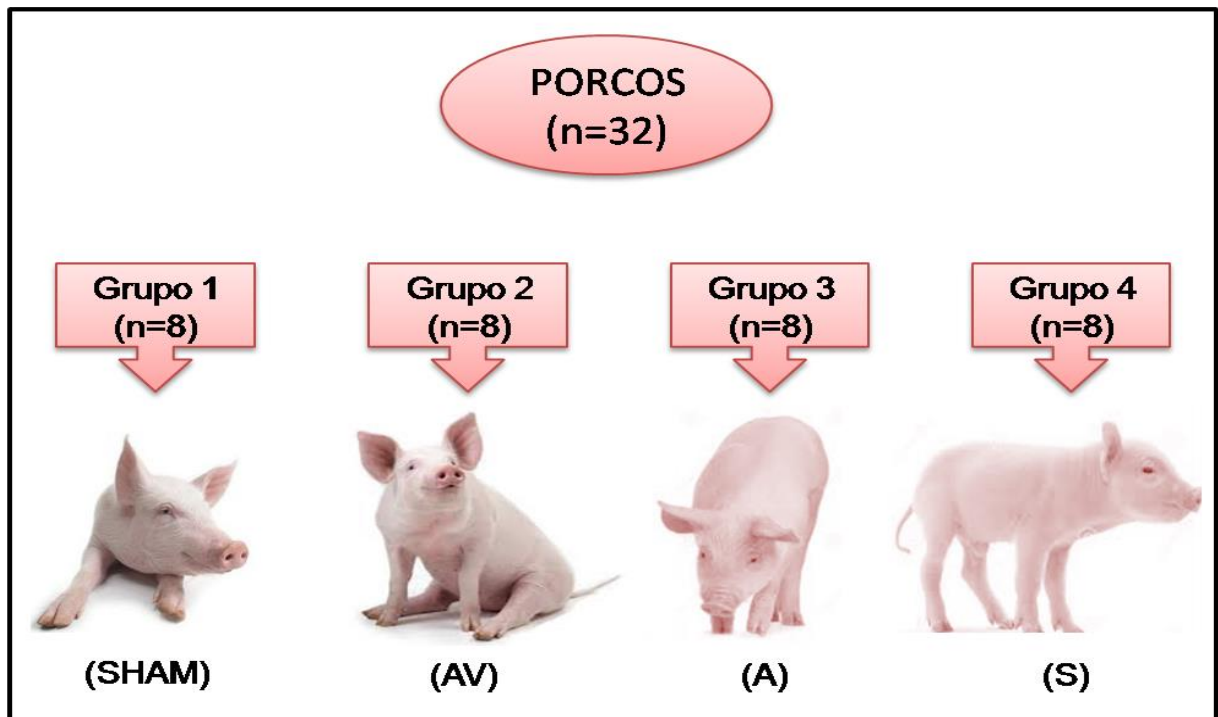 PORCOS
(n=32)
Grupo 1
(n=8)
Grupo 2
(n=8)
Grupo 3
(n=8)
Grupo 4
(n=8)
(SHAM)
(AV)
(A)
(S)